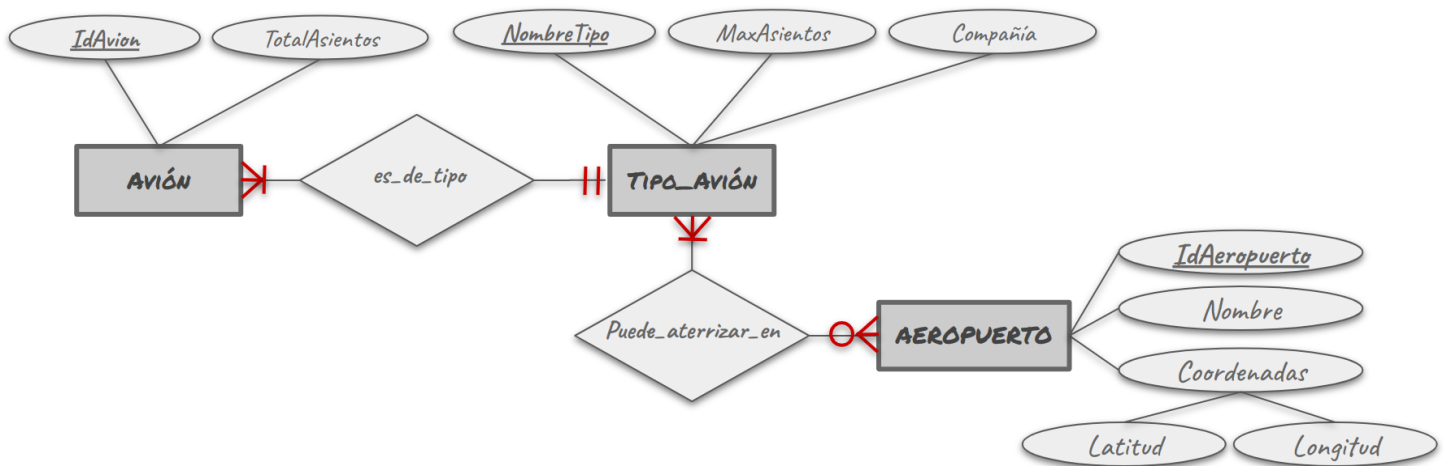 IdAvion
TotalAsientos
NombreTipo
MaxAsientos
Compañía
AVIÓN
es_de_tipo
TIPO_AVIÓN
IdAeropuerto
Nombre
Puede_aterrizar_en
AEROPUERTO
Coordenadas
Latitud
Longitud